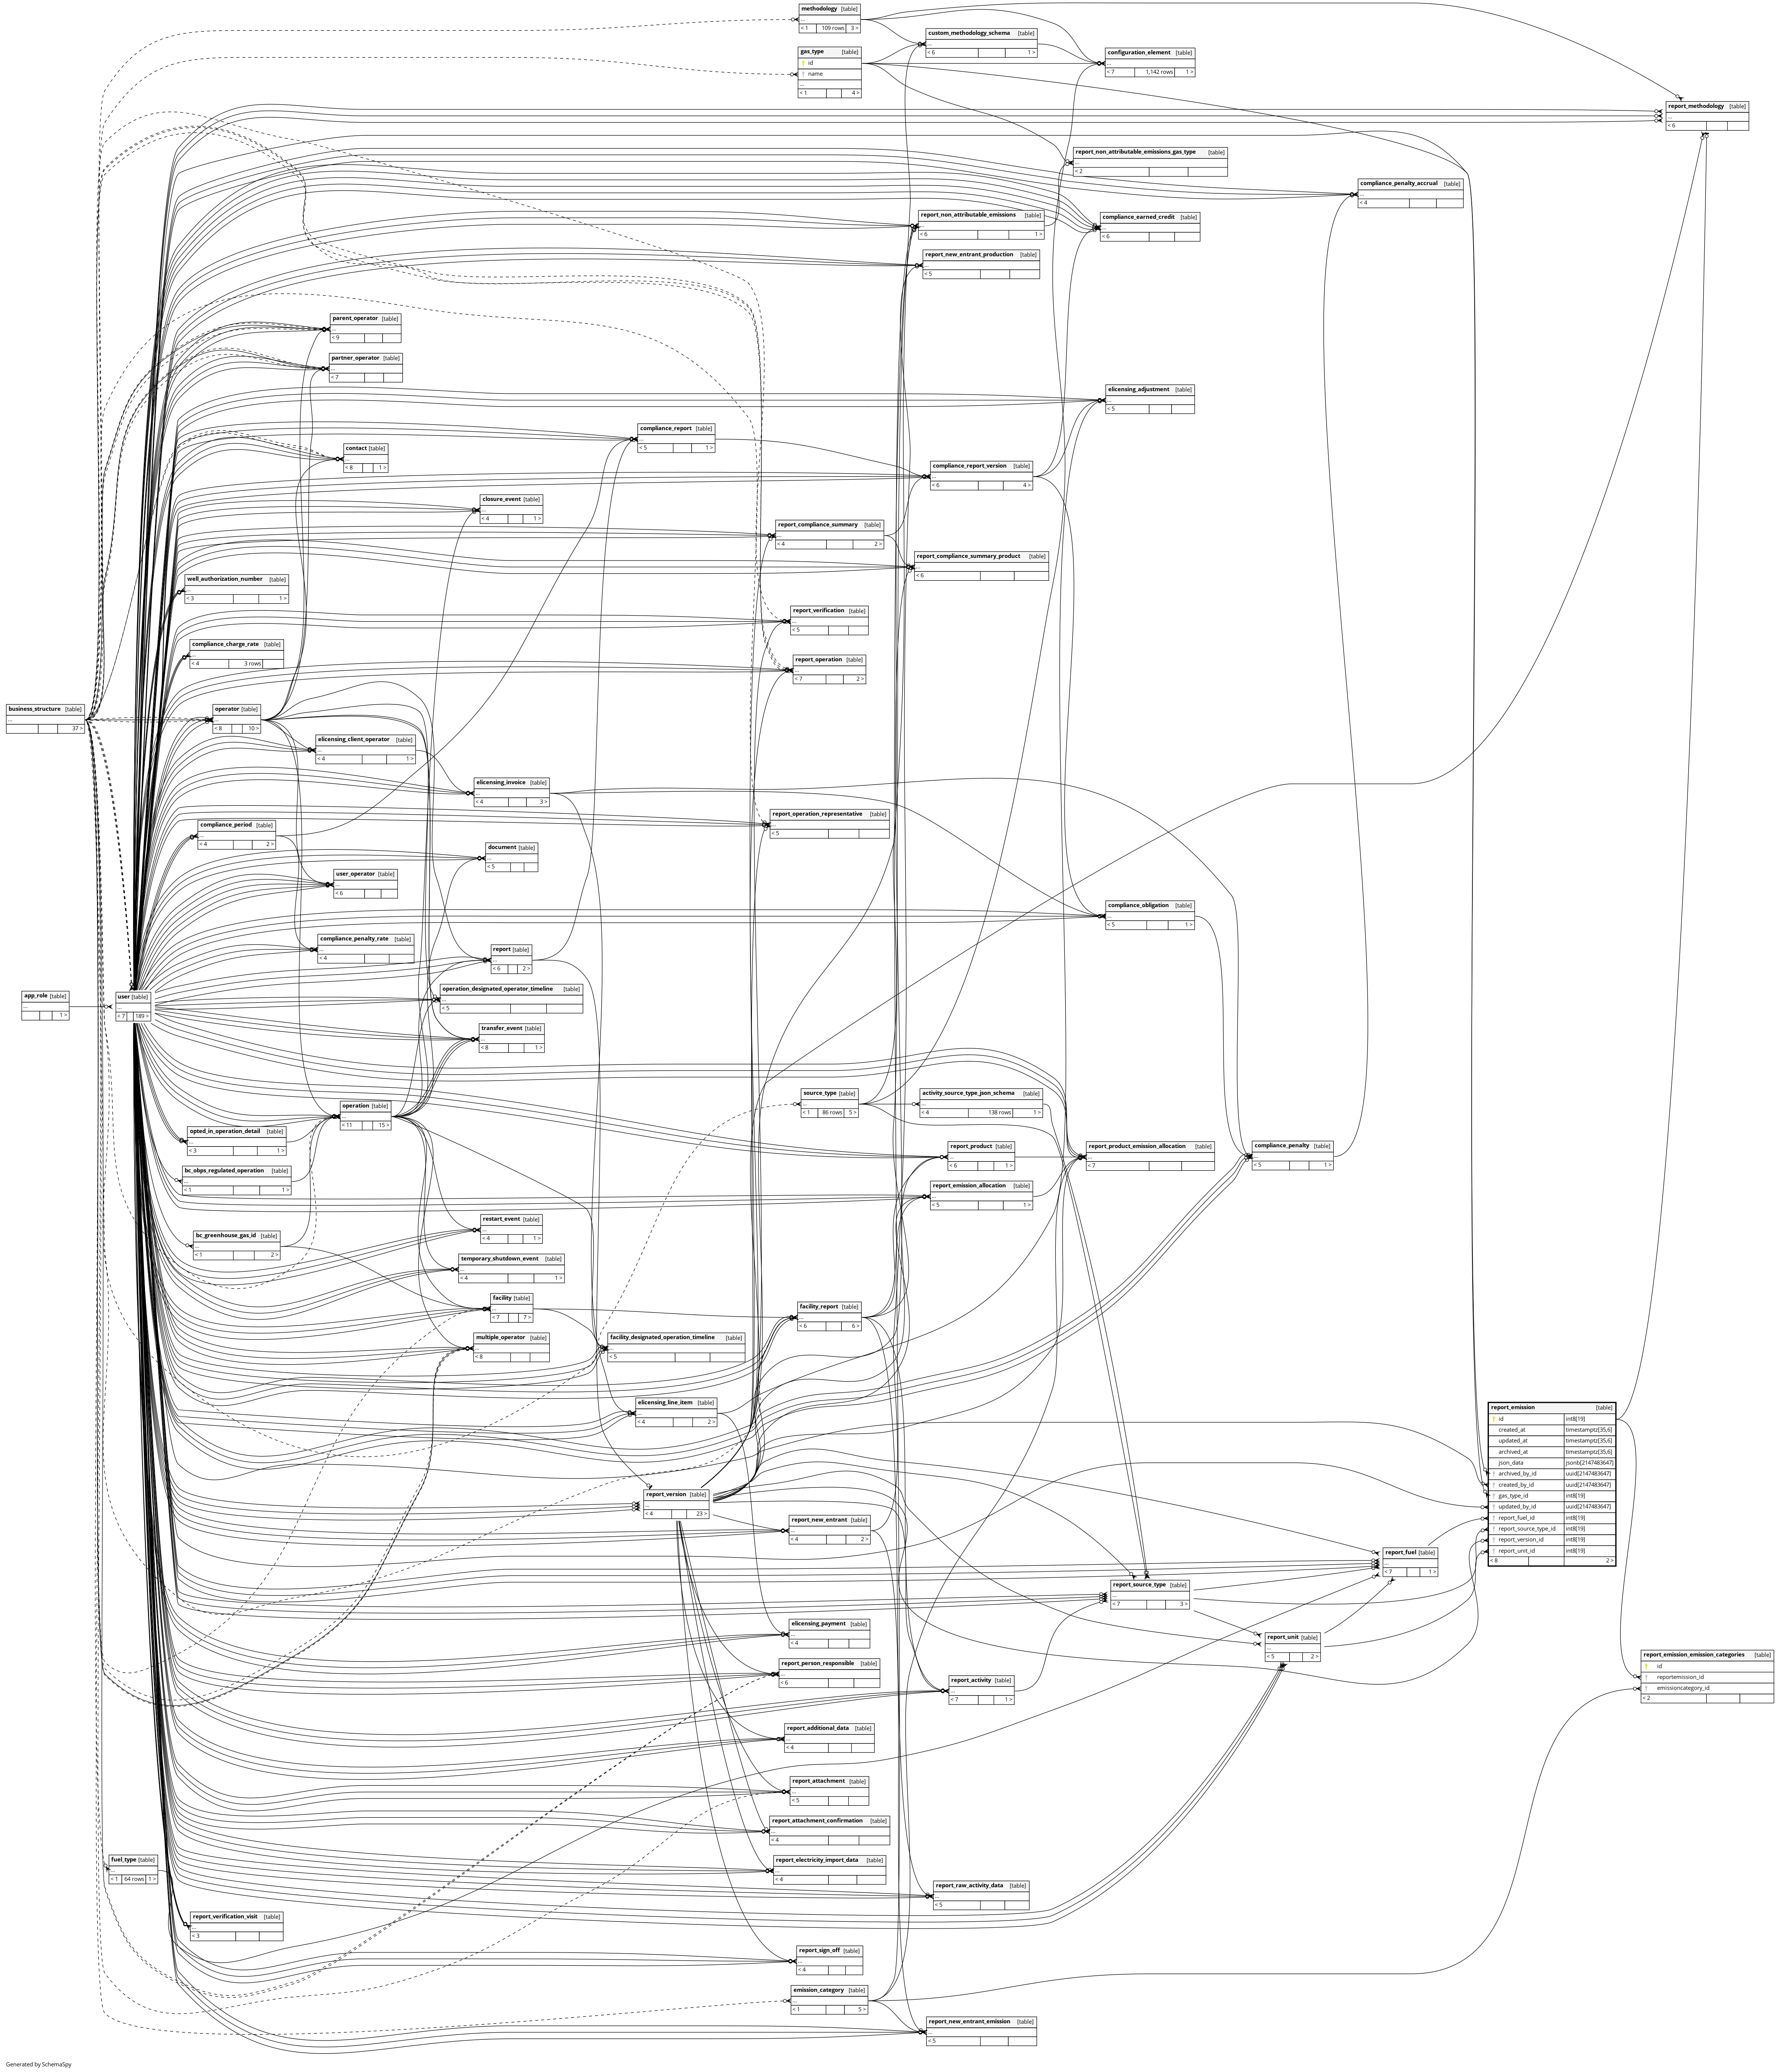 methodology [table]
...
< 1 109 rows 3 >
custom_methodology_schema [table]
...
< 6 1 >
gas_type [table]
id
name
...
< 1 4 >
configuration_element [table]
...
< 7 1,142 rows 1 >
report_methodology [table]
...
< 6
report_non_attributable_emissions_gas_type [table]
...
< 2
compliance_penalty_accrual [table]
...
< 4
report_non_attributable_emissions [table]
...
< 6 1 >
compliance_earned_credit [table]
...
< 6
report_new_entrant_production [table]
...
< 5
parent_operator [table]
...
< 9
partner_operator [table]
...
< 7
elicensing_adjustment [table]
...
< 5
compliance_report [table]
...
< 5 1 >
contact [table]
...
< 8 1 >
compliance_report_version [table]
...
< 6 4 >
closure_event [table]
...
< 4 1 >
report_compliance_summary [table]
...
< 4 2 >
report_compliance_summary_product [table]
...
< 6
well_authorization_number [table]
...
< 3 1 >
report_verification [table]
...
< 5
compliance_charge_rate [table]
...
< 4 3 rows
report_operation [table]
...
< 7 2 >
business_structure [table]
...
37 >
operator [table]
...
< 8 10 >
elicensing_client_operator [table]
...
< 4 1 >
elicensing_invoice [table]
...
< 4 3 >
report_operation_representative [table]
...
< 5
compliance_period [table]
...
< 4 2 >
document [table]
...
< 5
user_operator [table]
...
< 6
compliance_obligation [table]
...
< 5 1 >
compliance_penalty_rate [table]
...
< 4
report [table]
...
< 6 2 >
app_role [table]
...
1 >
user [table]
...
< 7 189 >
operation_designated_operator_timeline [table]
...
< 5
transfer_event [table]
...
< 8 1 >
source_type [table]
...
< 1 86 rows 5 >
activity_source_type_json_schema [table]
...
< 4 138 rows 1 >
operation [table]
...
< 11 15 >
opted_in_operation_detail [table]
...
< 3 1 >
report_product [table]
...
< 6 1 >
report_product_emission_allocation [table]
...
< 7
compliance_penalty [table]
...
< 5 1 >
bc_obps_regulated_operation [table]
...
< 1 1 >
report_emission_allocation [table]
...
< 5 1 >
restart_event [table]
...
< 4 1 >
bc_greenhouse_gas_id [table]
...
< 1 2 >
temporary_shutdown_event [table]
...
< 4 1 >
facility [table]
...
< 7 7 >
facility_report [table]
...
< 6 6 >
multiple_operator [table]
...
< 8
facility_designated_operation_timeline [table]
...
< 5
elicensing_line_item [table]
...
< 4 2 >
report_emission [table]
id int8[19]
created_at timestamptz[35,6]
updated_at timestamptz[35,6]
archived_at timestamptz[35,6]
json_data jsonb[2147483647]
archived_by_id uuid[2147483647]
created_by_id uuid[2147483647]
gas_type_id int8[19]
updated_by_id uuid[2147483647]
report_fuel_id int8[19]
report_source_type_id int8[19]
report_version_id int8[19]
report_unit_id int8[19]
< 8 2 >
report_version [table]
...
< 4 23 >
report_new_entrant [table]
...
< 4 2 >
report_fuel [table]
...
< 7 1 >
report_source_type [table]
...
< 7 3 >
elicensing_payment [table]
...
< 4
report_unit [table]
...
< 5 2 >
report_emission_emission_categories [table]
id
reportemission_id
emissioncategory_id
< 2
report_person_responsible [table]
...
< 6
report_activity [table]
...
< 7 1 >
report_additional_data [table]
...
< 4
report_attachment [table]
...
< 5
report_attachment_confirmation [table]
...
< 4
fuel_type [table]
...
< 1 64 rows 1 >
report_electricity_import_data [table]
...
< 4
report_raw_activity_data [table]
...
< 5
report_verification_visit [table]
...
< 3
report_sign_off [table]
...
< 4
emission_category [table]
...
< 1 5 >
report_new_entrant_emission [table]
...
< 5
Generated by SchemaSpy